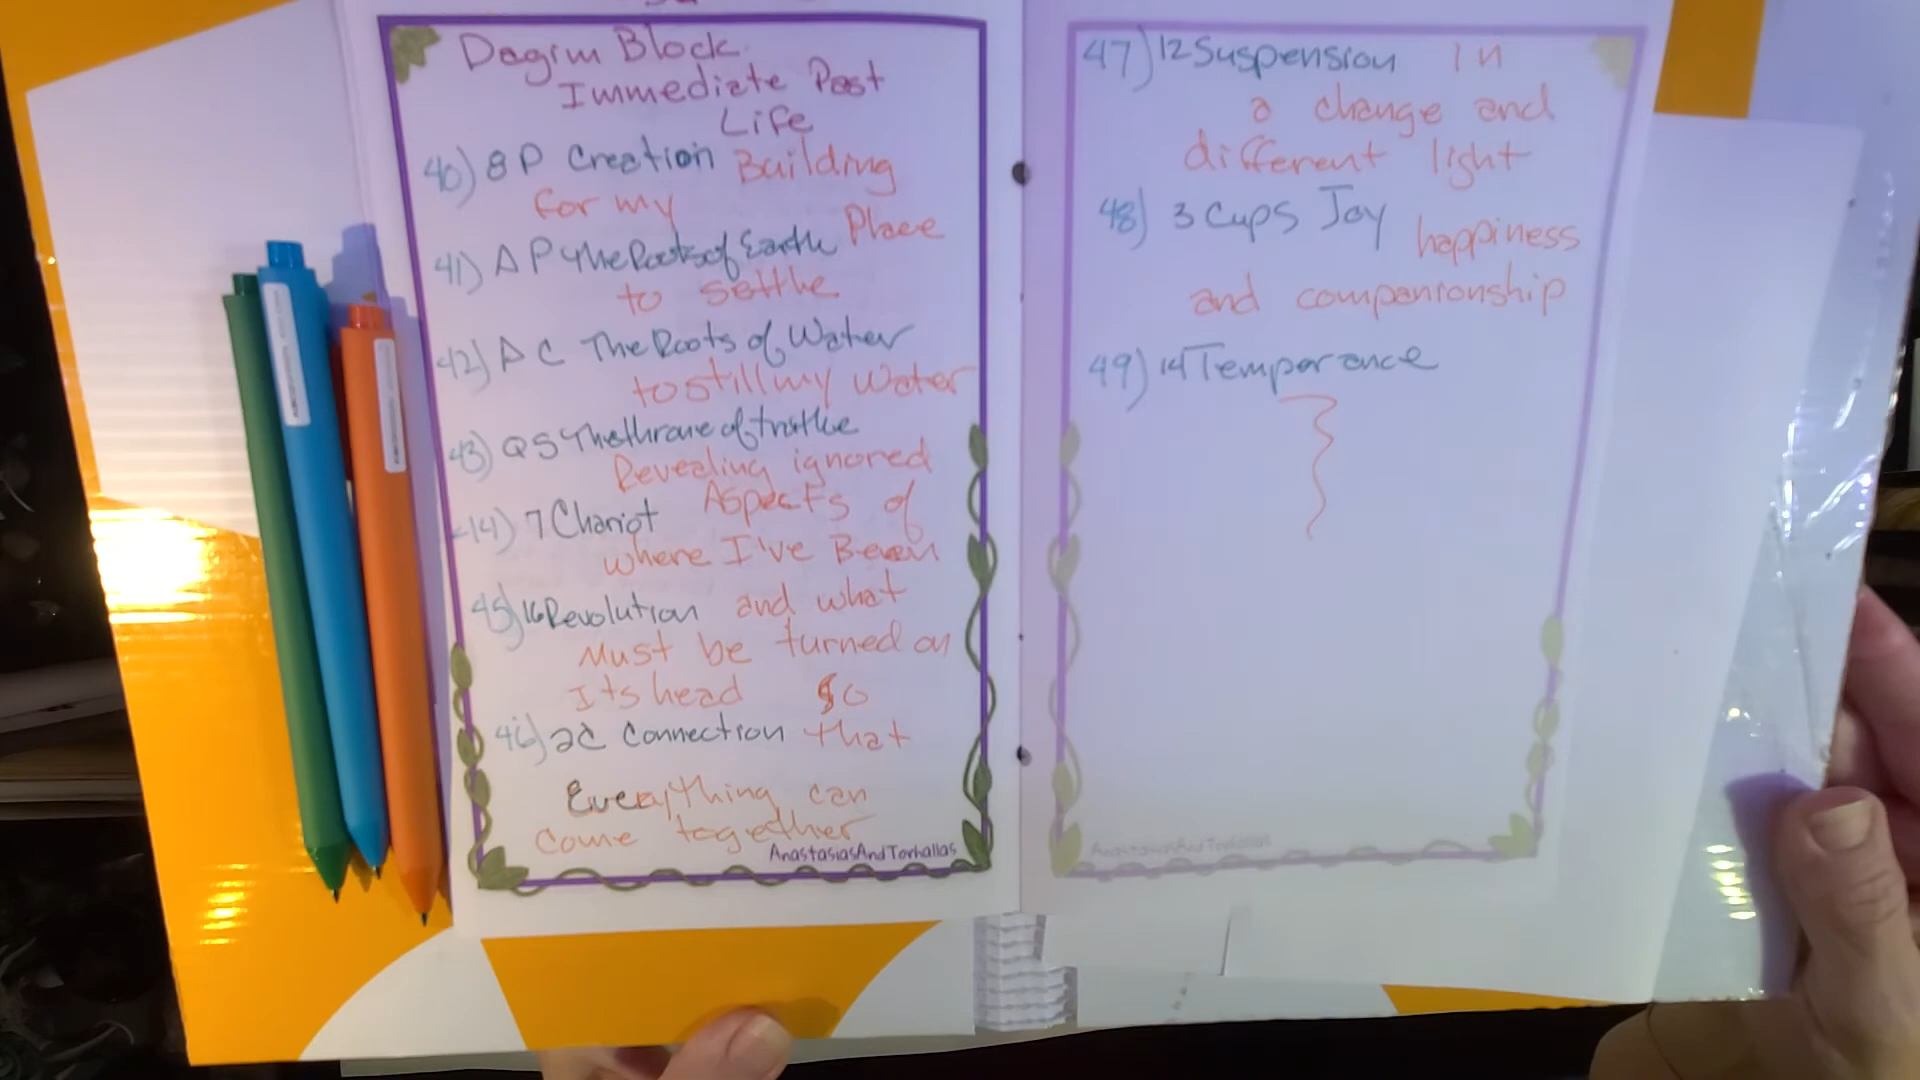 Dagim Block
Immediate Past
Life
40) 8 P Creation Building
for my
Place
41) A P The Roots of Earth
to settle
42) A C The Roots of Water
to still my water
43) Q S The throne of
Revealing ignored
Aspects of
44) 7 Chariot
where I've Been
45) 16 Revolution and what
Must be turned on
Its head so
46) 2C Connection that
Everything can
come together
AnastasiasAndTorhallas
47) 12 Suspension In
a change and
different light
48) 3 Cups Joy happiness
and companionship
49) 14 Temperance
AnastasiasAndTorhallas